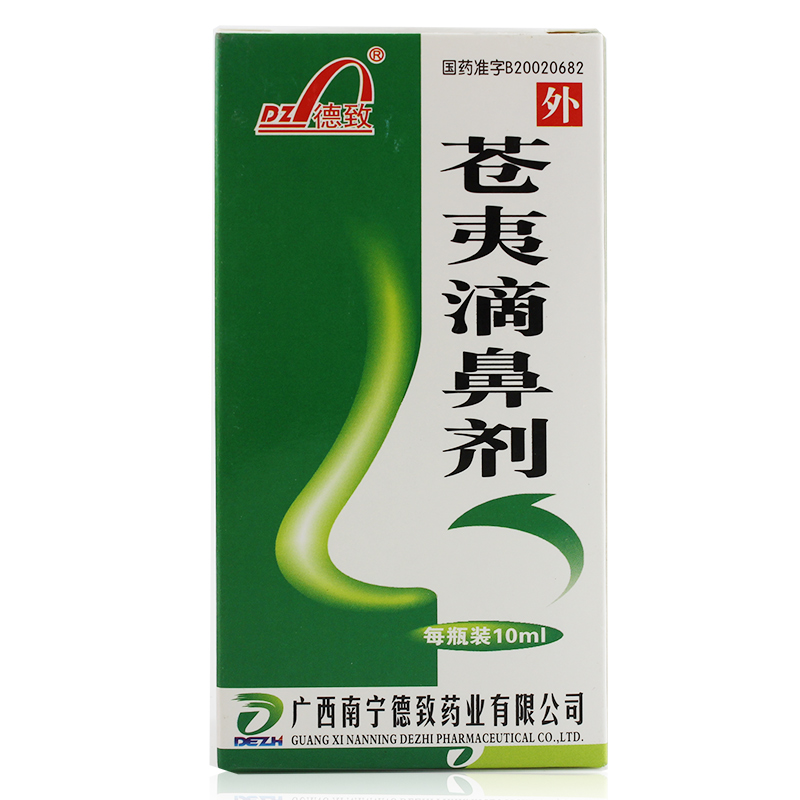 DZ 德致 ®
国药准字B20020682
外
苍夷滴鼻剂
每瓶装10ml
DEZHI
广西南宁德致药业有限公司
GUANG XI NANNING DEZHI PHARMACEUTICAL CO.,LTD.